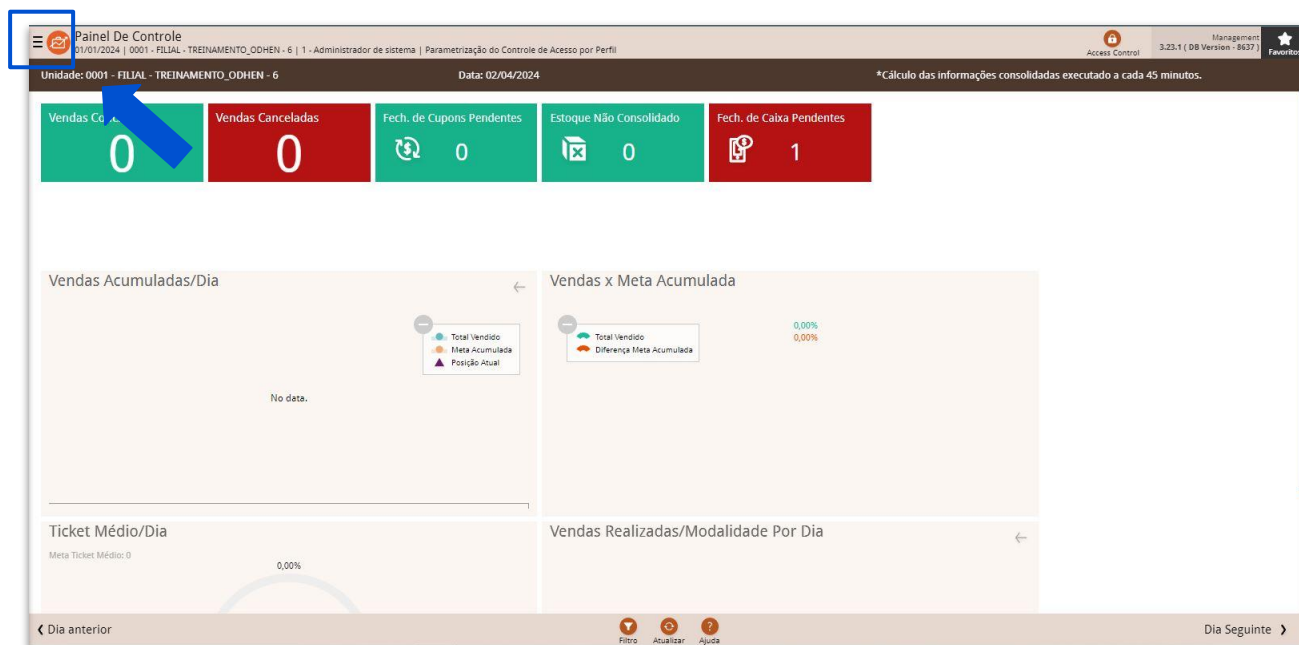 Painel De Controle
01/01/2024 | 0001 - FILIAL - TREINAMENTO_ODHEN - 6 | 1 - Administrador de sistema | Parametrização do Controle de Acesso por Perfil
Access Control
Management
3.23.1 ( DB Version - 8637 )
Favoritos
Unidade: 0001 - FILIAL - TREINAMENTO_ODHEN - 6
Data: 02/04/2024
*Cálculo das informações consolidadas executado a cada 45 minutos.
Vendas
0
Vendas Canceladas
0
Fech. de Cupons Pendentes
0
Estoque Não Consolidado
0
Fech. de Caixa Pendentes
1
Vendas Acumuladas/Dia
Total Vendido
Meta Acumulada
Posição Atual
No data.
Vendas x Meta Acumulada
Total Vendido
Diferença Meta Acumulada
0,00%
0,00%
Ticket Médio/Dia
Meta Ticket Médio: 0
0,00%
Vendas Realizadas/Modalidade Por Dia
Dia anterior
Filtro
Atualizar
Ajuda
Dia Seguinte